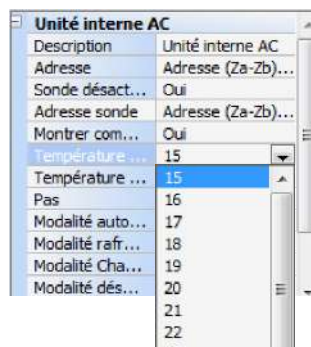 Unité interne AC
Description Unité interne AC
Adresse Adresse (Za-Zb)...
Sonde désact... Oui
Adresse sonde Adresse (Za-Zb)...
Montrer com... Oui
Température ... 15
Température ... 15
Pas 16
Modalité auto... 17
Modalité rafr... 18
Modalité Cha... 19
Modalité dés... 20
21
22